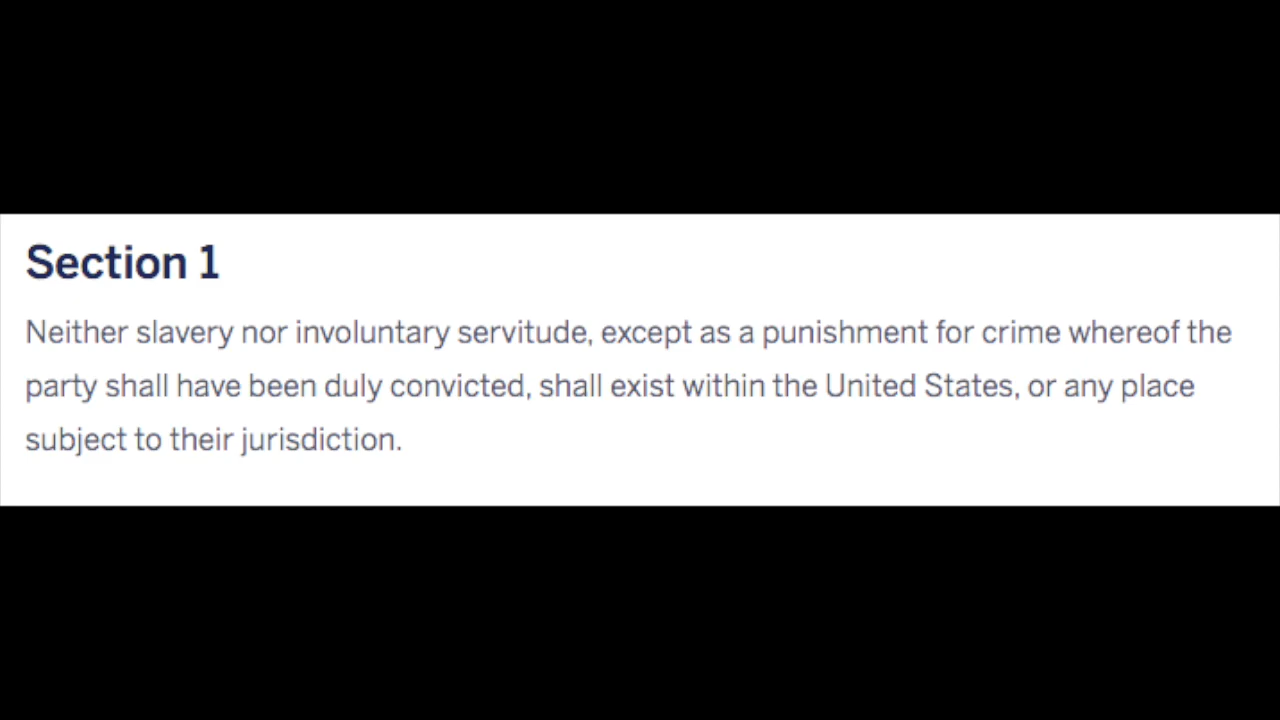 Section 1
Neither slavery nor involuntary servitude, except as a punishment for crime whereof the
party shall have been duly convicted, shall exist within the United States, or any place
subject to their jurisdiction.